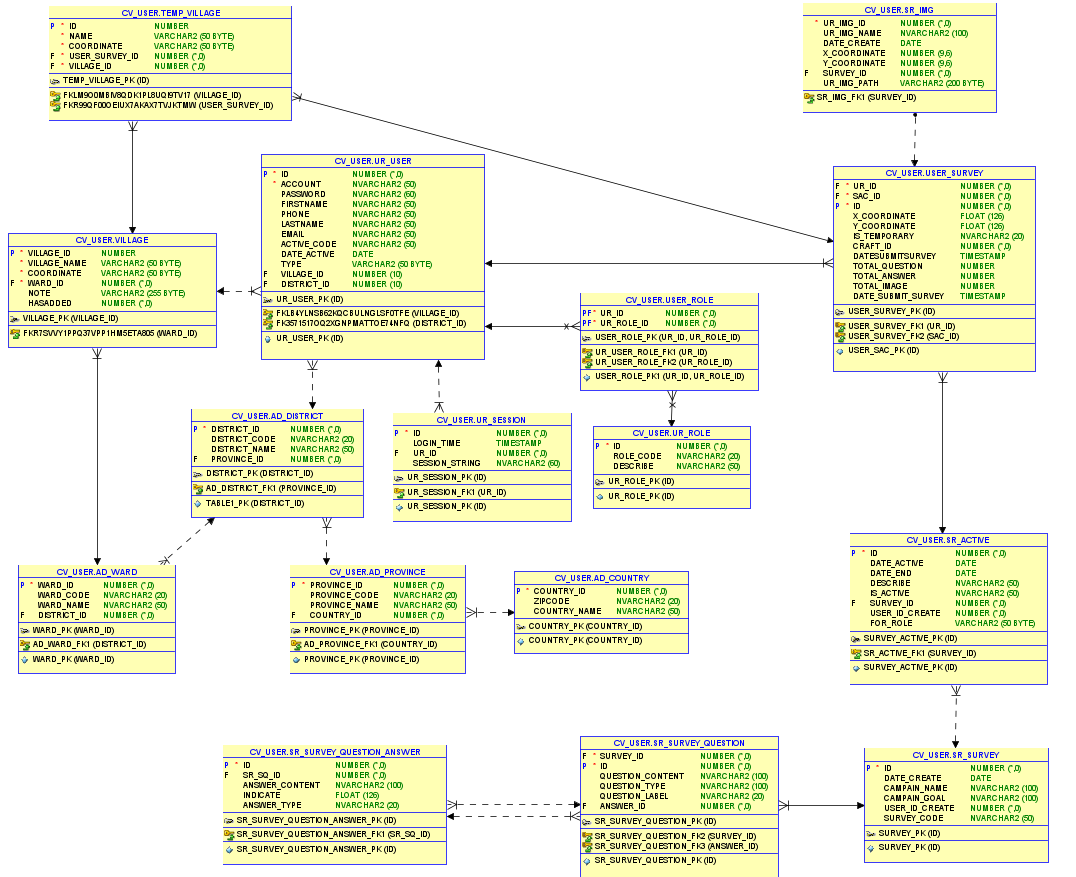 CV_USER.TEMP_VILLAGE
P * ID NUMBER
* NAME VARCHAR2 (50 BYTE)
* COORDINATE VARCHAR2 (50 BYTE)
F * USER_SURVEY_ID NUMBER (*,0)
F * VILLAGE_ID NUMBER (*,0)
TEMP_VILLAGE_PK (ID)
(VILLAGE_ID)
(USER_SURVEY_ID)
CV_USER.SR_IMG
* UR_IMG_ID NUMBER (*,0)
UR_IMG_NAME NVARCHAR2 (100)
DATE_CREATE DATE
X_COORDINATE NUMBER (9,6)
Y_COORDINATE NUMBER (9,6)
F SURVEY_ID NUMBER (*,0)
UR_IMG_PATH VARCHAR2 (200 BYTE)
SR_IMG_FK1 (SURVEY_ID)
CV_USER.UR_USER
P * ID NUMBER (*,0)
* ACCOUNT NVARCHAR2 (50)
PASSWORD NVARCHAR2 (60)
FIRSTNAME NVARCHAR2 (50)
PHONE NVARCHAR2 (50)
LASTNAME NVARCHAR2 (50)
EMAIL NVARCHAR2 (50)
ACTIVE_CODE NVARCHAR2 (50)
DATE_ACTIVE DATE
TYPE VARCHAR2 (50 BYTE)
F VILLAGE_ID NUMBER (10)
F DISTRICT_ID NUMBER (10)
UR_USER_PK (ID)
(VILLAGE_ID)
(DISTRICT_ID)
UR_USER_PK (ID)
CV_USER.USER_SURVEY
F * UR_ID NUMBER (*,0)
F * SAC_ID NUMBER (*,0)
P * ID NUMBER (*,0)
X_COORDINATE FLOAT (126)
Y_COORDINATE FLOAT (126)
IS_TEMPORARY NVARCHAR2 (20)
CRAFT_ID NUMBER (*,0)
DATESUBMITSURVEY TIMESTAMP
TOTAL_QUESTION NUMBER
TOTAL_ANSWER NUMBER
TOTAL_IMAGE NUMBER
DATE_SUBMIT_SURVEY TIMESTAMP
USER_SURVEY_PK (ID)
USER_SURVEY_FK1 (UR_ID)
USER_SURVEY_FK2 (SAC_ID)
USER_SAC_PK (ID)
CV_USER.VILLAGE
P * VILLAGE_ID NUMBER
* VILLAGE_NAME VARCHAR2 (50 BYTE)
* COORDINATE VARCHAR2 (50 BYTE)
F * WARD_ID NUMBER (*,0)
NOTE VARCHAR2 (255 BYTE)
HASADDED NUMBER (*,0)
VILLAGE_PK (VILLAGE_ID)
(WARD_ID)
CV_USER.USER_ROLE
PF * UR_ID NUMBER (*,0)
PF * UR_ROLE_ID NUMBER (*,0)
USER_ROLE_PK (UR_ID, UR_ROLE_ID)
UR_USER_ROLE_FK1 (UR_ID)
UR_USER_ROLE_FK2 (UR_ROLE_ID)
USER_ROLE_PK1 (UR_ID, UR_ROLE_ID)
CV_USER.AD_DISTRICT
P * DISTRICT_ID NUMBER (*,0)
DISTRICT_CODE NVARCHAR2 (20)
DISTRICT_NAME NVARCHAR2 (50)
F PROVINCE_ID NUMBER (*,0)
DISTRICT_PK (DISTRICT_ID)
AD_DISTRICT_FK1 (PROVINCE_ID)
TABLE1_PK (DISTRICT_ID)
CV_USER.UR_SESSION
P * ID NUMBER (*,0)
LOGIN_TIME TIMESTAMP
F UR_ID NUMBER (*,0)
SESSION_STRING NVARCHAR2 (60)
UR_SESSION_PK (ID)
UR_SESSION_FK1 (UR_ID)
UR_SESSION_PK (ID)
CV_USER.UR_ROLE
P * ID NUMBER (*,0)
ROLE_CODE NVARCHAR2 (20)
DESCRIBE NVARCHAR2 (50)
UR_ROLE_PK (ID)
UR_ROLE_PK (ID)
CV_USER.SR_ACTIVE
P * ID NUMBER (*,0)
DATE_ACTIVE DATE
DATE_END DATE
DESCRIBE NVARCHAR2 (50)
IS_ACTIVE NVARCHAR2 (50)
F SURVEY_ID NUMBER (*,0)
USER_ID_CREATE NUMBER (*,0)
FOR_ROLE VARCHAR2 (50 BYTE)
SURVEY_ACTIVE_PK (ID)
SR_ACTIVE_FK1 (SURVEY_ID)
SURVEY_ACTIVE_PK (ID)
CV_USER.AD_WARD
P * WARD_ID NUMBER (*,0)
WARD_CODE NVARCHAR2 (20)
WARD_NAME NVARCHAR2 (50)
F DISTRICT_ID NUMBER (*,0)
WARD_PK (WARD_ID)
AD_WARD_FK1 (DISTRICT_ID)
WARD_PK (WARD_ID)
CV_USER.AD_PROVINCE
P * PROVINCE_ID NUMBER (*,0)
PROVINCE_CODE NVARCHAR2 (20)
PROVINCE_NAME NVARCHAR2 (50)
F COUNTRY_ID NUMBER (*,0)
PROVINCE_PK (PROVINCE_ID)
AD_PROVINCE_FK1 (COUNTRY_ID)
PROVINCE_PK (PROVINCE_ID)
CV_USER.AD_COUNTRY
P * COUNTRY_ID NUMBER (*,0)
ZIPCODE NVARCHAR2 (20)
COUNTRY_NAME NVARCHAR2 (50)
COUNTRY_PK (COUNTRY_ID)
COUNTRY_PK (COUNTRY_ID)
CV_USER.SR_SURVEY_QUESTION_ANSWER
P * ID NUMBER (*,0)
F SR_SQ_ID NUMBER (*,0)
ANSWER_CONTENT NVARCHAR2 (100)
INDICATE FLOAT (126)
ANSWER_TYPE NVARCHAR2 (20)
SR_SURVEY_QUESTION_ANSWER_PK (ID)
SR_SURVEY_QUESTION_ANSWER_FK1 (SR_SQ_ID)
SR_SURVEY_QUESTION_ANSWER_PK (ID)
CV_USER.SR_SURVEY_QUESTION
F * SURVEY_ID NUMBER (*,0)
P * ID NUMBER (*,0)
QUESTION_CONTENT NVARCHAR2 (100)
QUESTION_TYPE NVARCHAR2 (100)
QUESTION_LABEL NVARCHAR2 (20)
F ANSWER_ID NUMBER (*,0)
SR_SURVEY_QUESTION_PK (ID)
SR_SURVEY_QUESTION_FK2 (SURVEY_ID)
SR_SURVEY_QUESTION_FK3 (ANSWER_ID)
SR_SURVEY_QUESTION_PK (ID)
CV_USER.SR_SURVEY
P * ID NUMBER (*,0)
DATE_CREATE DATE
CAMPAIN_NAME NVARCHAR2 (100)
CAMPAIN_GOAL NVARCHAR2 (100)
USER_ID_CREATE NUMBER (*,0)
SURVEY_CODE NVARCHAR2 (50)
SURVEY_PK (ID)
SURVEY_PK (ID)